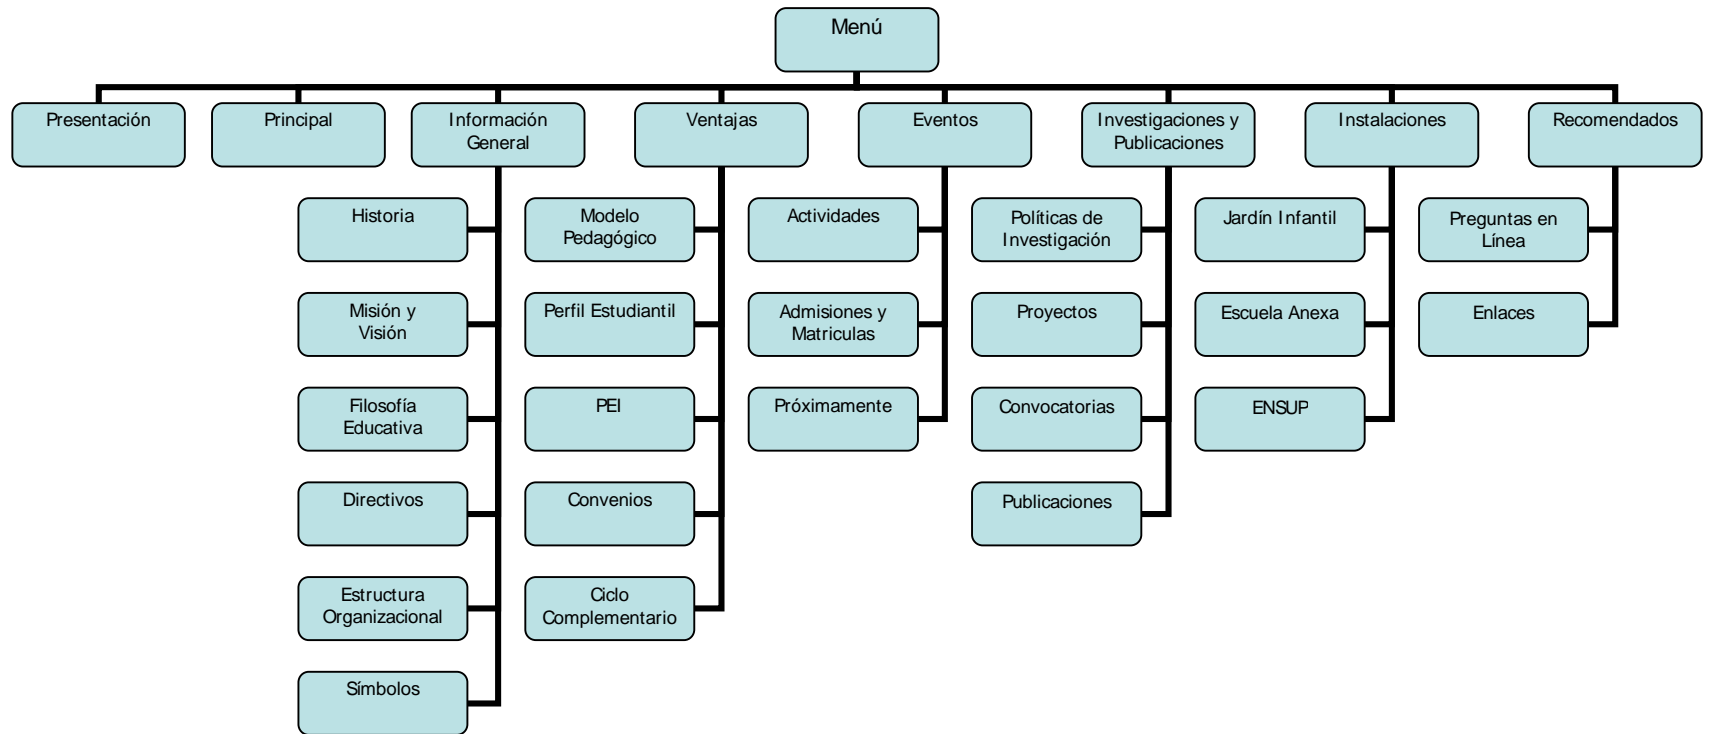 Menú
Presentación
Principal
Información
General
Ventajas
Eventos
Investigaciones y
Publicaciones
Instalaciones
Recomendados
Historia
Misión y
Visión
Filosofía
Educativa
Directivos
Estructura
Organizacional
Símbolos
Modelo
Pedagógico
Perfil Estudiantil
PEI
Convenios
Ciclo
Complementario
Actividades
Admisiones y
Matriculas
Próximamente
Políticas de
Investigación
Proyectos
Convocatorias
Publicaciones
Jardín Infantil
Escuela Anexa
ENSUP
Preguntas en
Línea
Enlaces